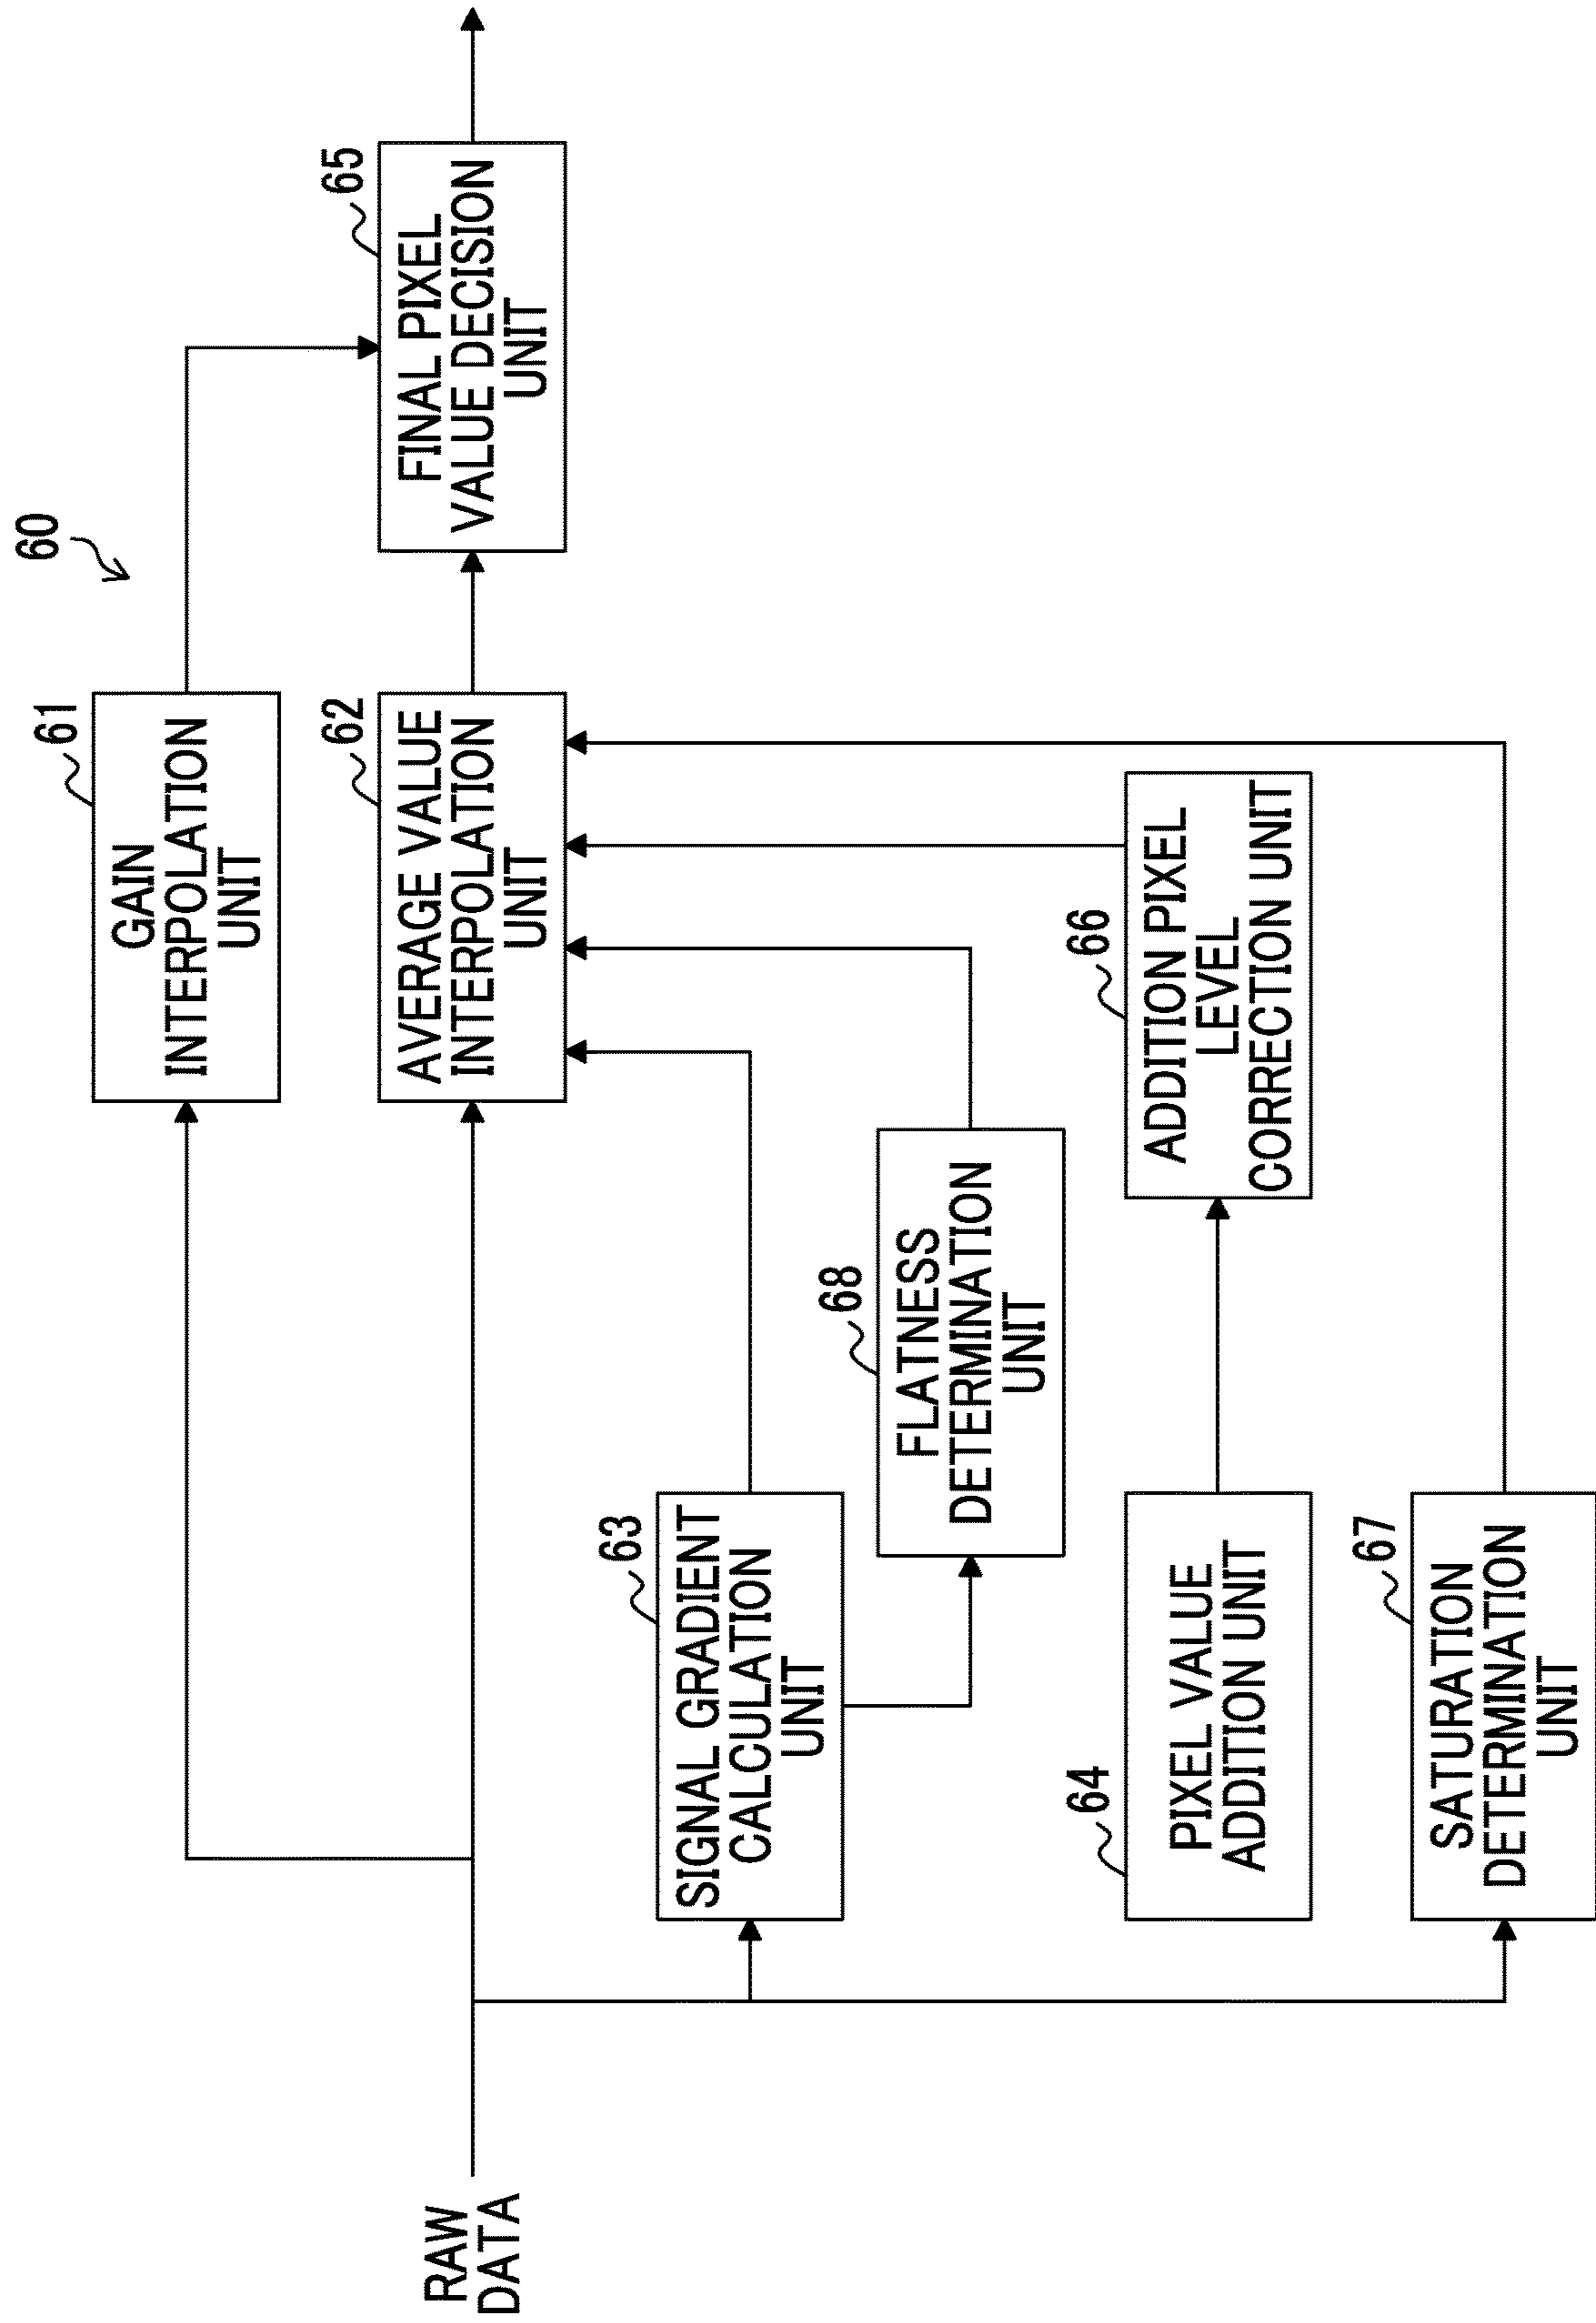 60
61
GAIN
INTERPOLATION
UNIT
62
AVERAGE VALUE
INTERPOLATION
UNIT
65
FINAL PIXEL
VALUE DECISION
UNIT
RAW
DATA
63
SIGNAL GRADIENT
CALCULATION
UNIT
68
FLATNESS
DETERMINATION
UNIT
64
PIXEL VALUE
ADDITION UNIT
66
ADDITION PIXEL
LEVEL
CORRECTION UNIT
67
SATURATION
DETERMINATION
UNIT